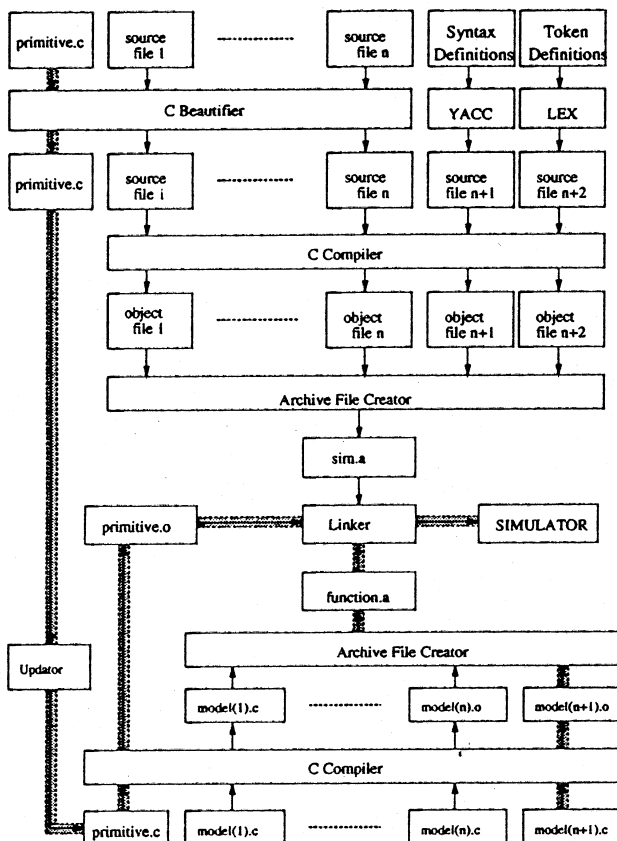 primitive.c
source
file 1
source
file n
Syntax
Definitions
Token
Definitions
C Beautifier
YACC
LEX
primitive.c
source
file i
source
file n
source
file n+1
source
file n+2
C Compiler
object
file 1
object
file n
object
file n+1
object
file n+2
Archive File Creator
sim.a
primitive.o
Linker
SIMULATOR
function.a
Updator
Archive File Creator
model(1).c
model(n).o
model(n+1).o
C Compiler
primitive.c
model(1).c
model(n).c
model(n+1).c